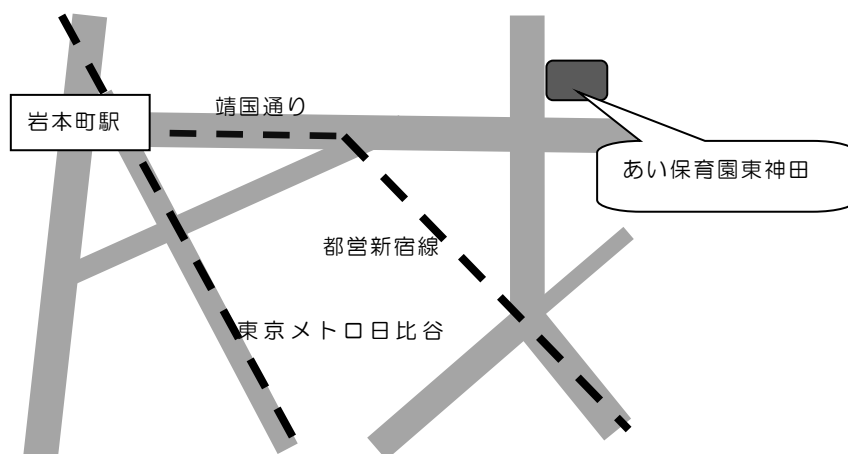 靖国通り
岩本町駅
あい保育園東神田
都営新宿線
東京メトロ日比谷